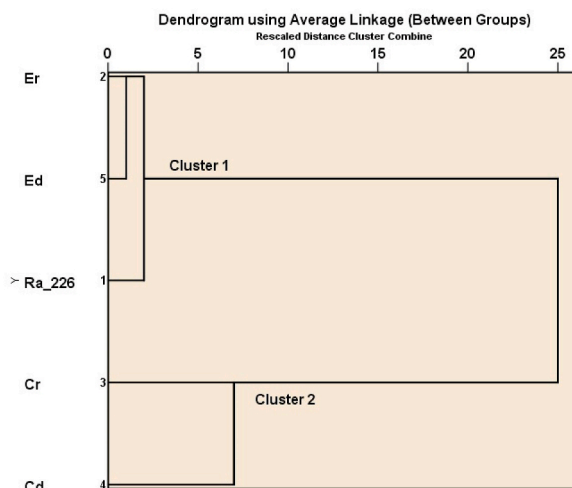 Dendrogram using Average Linkage (Between Groups)
Rescaled Distance Cluster Combine
0 5 10 15 20 25
Er 2
Cluster 1
Ed 5
Y Ra_226 1
Cr 3
Cluster 2
Cd 4